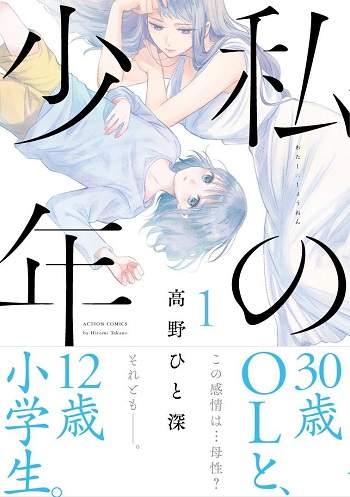 私の
少年
わたしのしょうねん
1
高野ひと深
ACTION COMICS
by Hitomi Takano
30歳
OLと、
この感情は…母性?
それとも──。
12歳
小学生。